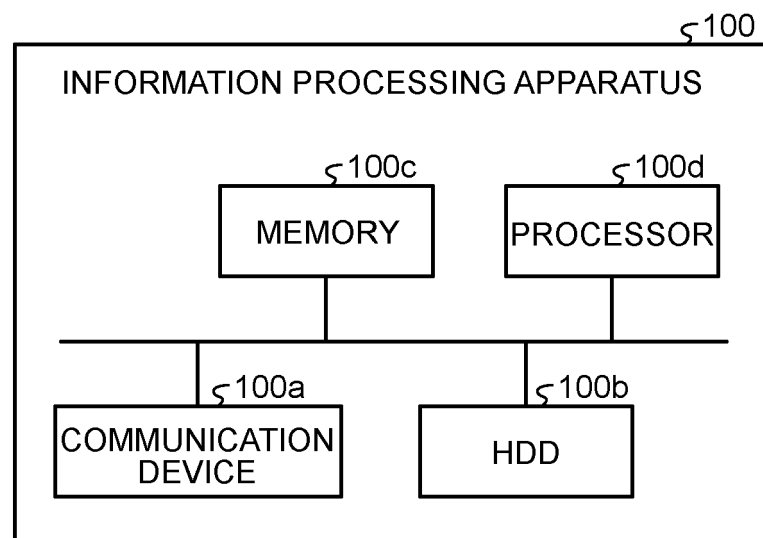 100
INFORMATION PROCESSING APPARATUS
100c
100d
MEMORY
PROCESSOR
100a
100b
COMMUNICATION
DEVICE
HDD